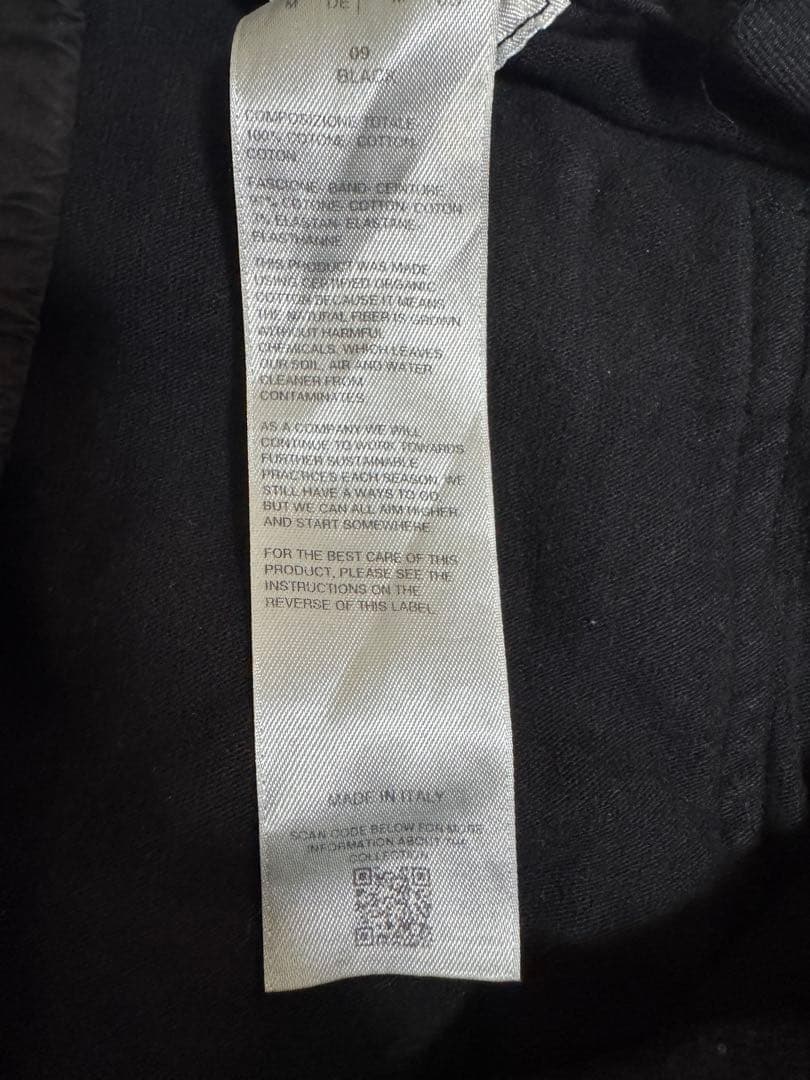 M DE
09
BLACK
COMPOSIZIONE TOTALE
100% COTONE, COTTON,
COTON
FASCIONE, BAND, CEINTURE
COTONE, COTTON, COTON
ELASTAN, ELASTANE,
ELASTHANNE
THIS PRODUCT WAS MADE
USING CERTIFIED ORGANIC
COTTON BECAUSE IT MEANS
THE NATURAL FIBER IS GROWN
WITHOUT HARMFUL
CHEMICALS, WHICH LEAVES
OUR SOIL, AIR AND WATER
CLEANER FROM
CONTAMINATES.
AS A COMPANY WE WILL
CONTINUE TO WORK TOWARDS
FURTHER SUSTAINABLE
PRACTICES EACH SEASON. WE
STILL HAVE A WAYS TO GO,
BUT WE CAN ALL AIM HIGHER
AND START SOMEWHERE.
FOR THE BEST CARE OF THIS
PRODUCT, PLEASE SEE THE
INSTRUCTIONS ON THE
REVERSE OF THIS LABEL.
MADE IN ITALY
SCAN CODE BELOW FOR MORE
INFORMATION ABOUT THE
COLLECTION